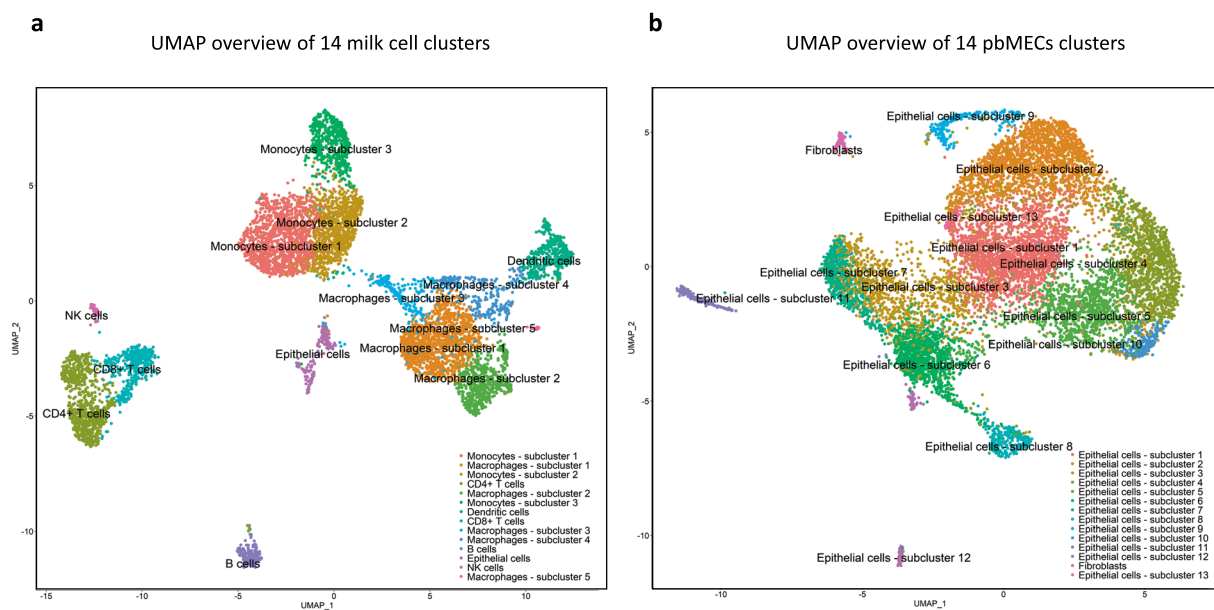 a
UMAP overview of 14 milk cell clusters
Monocytes - subcluster 3
Monocytes - subcluster 2
Monocytes - subcluster 1
Dendritic cells
Macrophages - subcluster 4
Macrophages - subcluster 3
NK cells
Macrophages - subcluster 5
Epithelial cells
Macrophages - subcluster 1
CD8+ T cells
Macrophages - subcluster 2
CD4+ T cells
B cells
Monocytes - subcluster 1
Macrophages - subcluster 1
Monocytes - subcluster 2
CD4+ T cells
Macrophages - subcluster 2
Monocytes - subcluster 3
Dendritic cells
CD8+ T cells
Macrophages - subcluster 3
Macrophages - subcluster 4
B cells
Epithelial cells
NK cells
Macrophages - subcluster 5
5
0
-5
-10
UMAP_2
-15
-10
-5
0
5
10
UMAP_1
b
UMAP overview of 14 pbMECs clusters
Epithelial cells - subcluster 9
Fibroblasts
Epithelial cells - subcluster 2
Epithelial cells - subcluster 13
Epithelial cells - subcluster 1
Epithelial cells - subcluster 4
Epithelial cells - subcluster 7
Epithelial cells - subcluster 3
Epithelial cells - subcluster 11
Epithelial cells - subcluster 5
Epithelial cells - subcluster 10
Epithelial cells - subcluster 6
Epithelial cells - subcluster 8
Epithelial cells - subcluster 12
Epithelial cells - subcluster 1
Epithelial cells - subcluster 2
Epithelial cells - subcluster 3
Epithelial cells - subcluster 4
Epithelial cells - subcluster 5
Epithelial cells - subcluster 6
Epithelial cells - subcluster 7
Epithelial cells - subcluster 8
Epithelial cells - subcluster 9
Epithelial cells - subcluster 10
Epithelial cells - subcluster 11
Epithelial cells - subcluster 12
Fibroblasts
Epithelial cells - subcluster 13
5
0
-5
-10
UMAP_2
-10
-5
0
5
UMAP_1